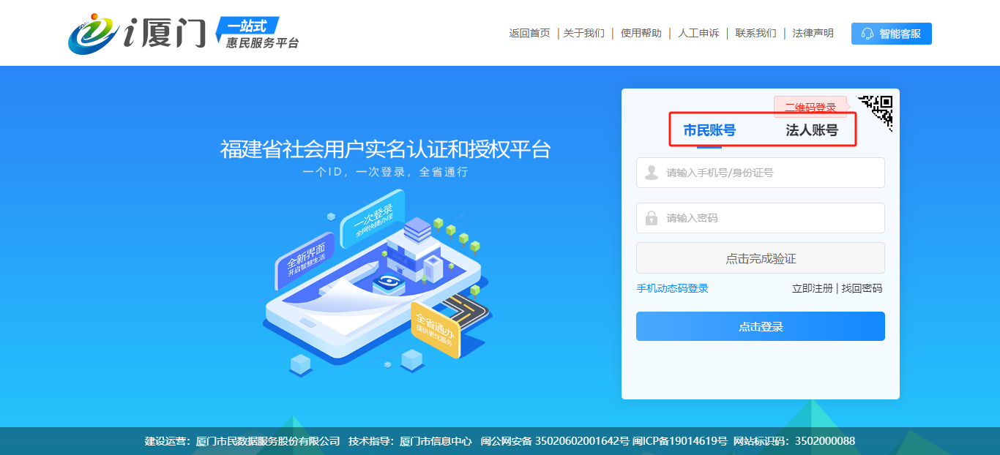 i厦门
一站式
惠民服务平台
返回首页 | 关于我们 | 使用帮助 | 人工申诉 | 联系我们 | 法律声明
智能客服
福建省社会用户实名认证和授权平台
一个ID，一次登录，全省通行
一次登录
全网快捷办理
全新界面
开启智慧生活
全省通办
提供更优服务
二维码登录
市民账号 法人账号
请输入手机号/身份证号
请输入密码
点击完成验证
手机动态码登录 立即注册 | 找回密码
点击登录
建设运营：厦门市民数据服务股份有限公司 技术指导：厦门市信息中心 闽公网安备 35020602001642号 闽ICP备19014619号 网站标识码：3502000088